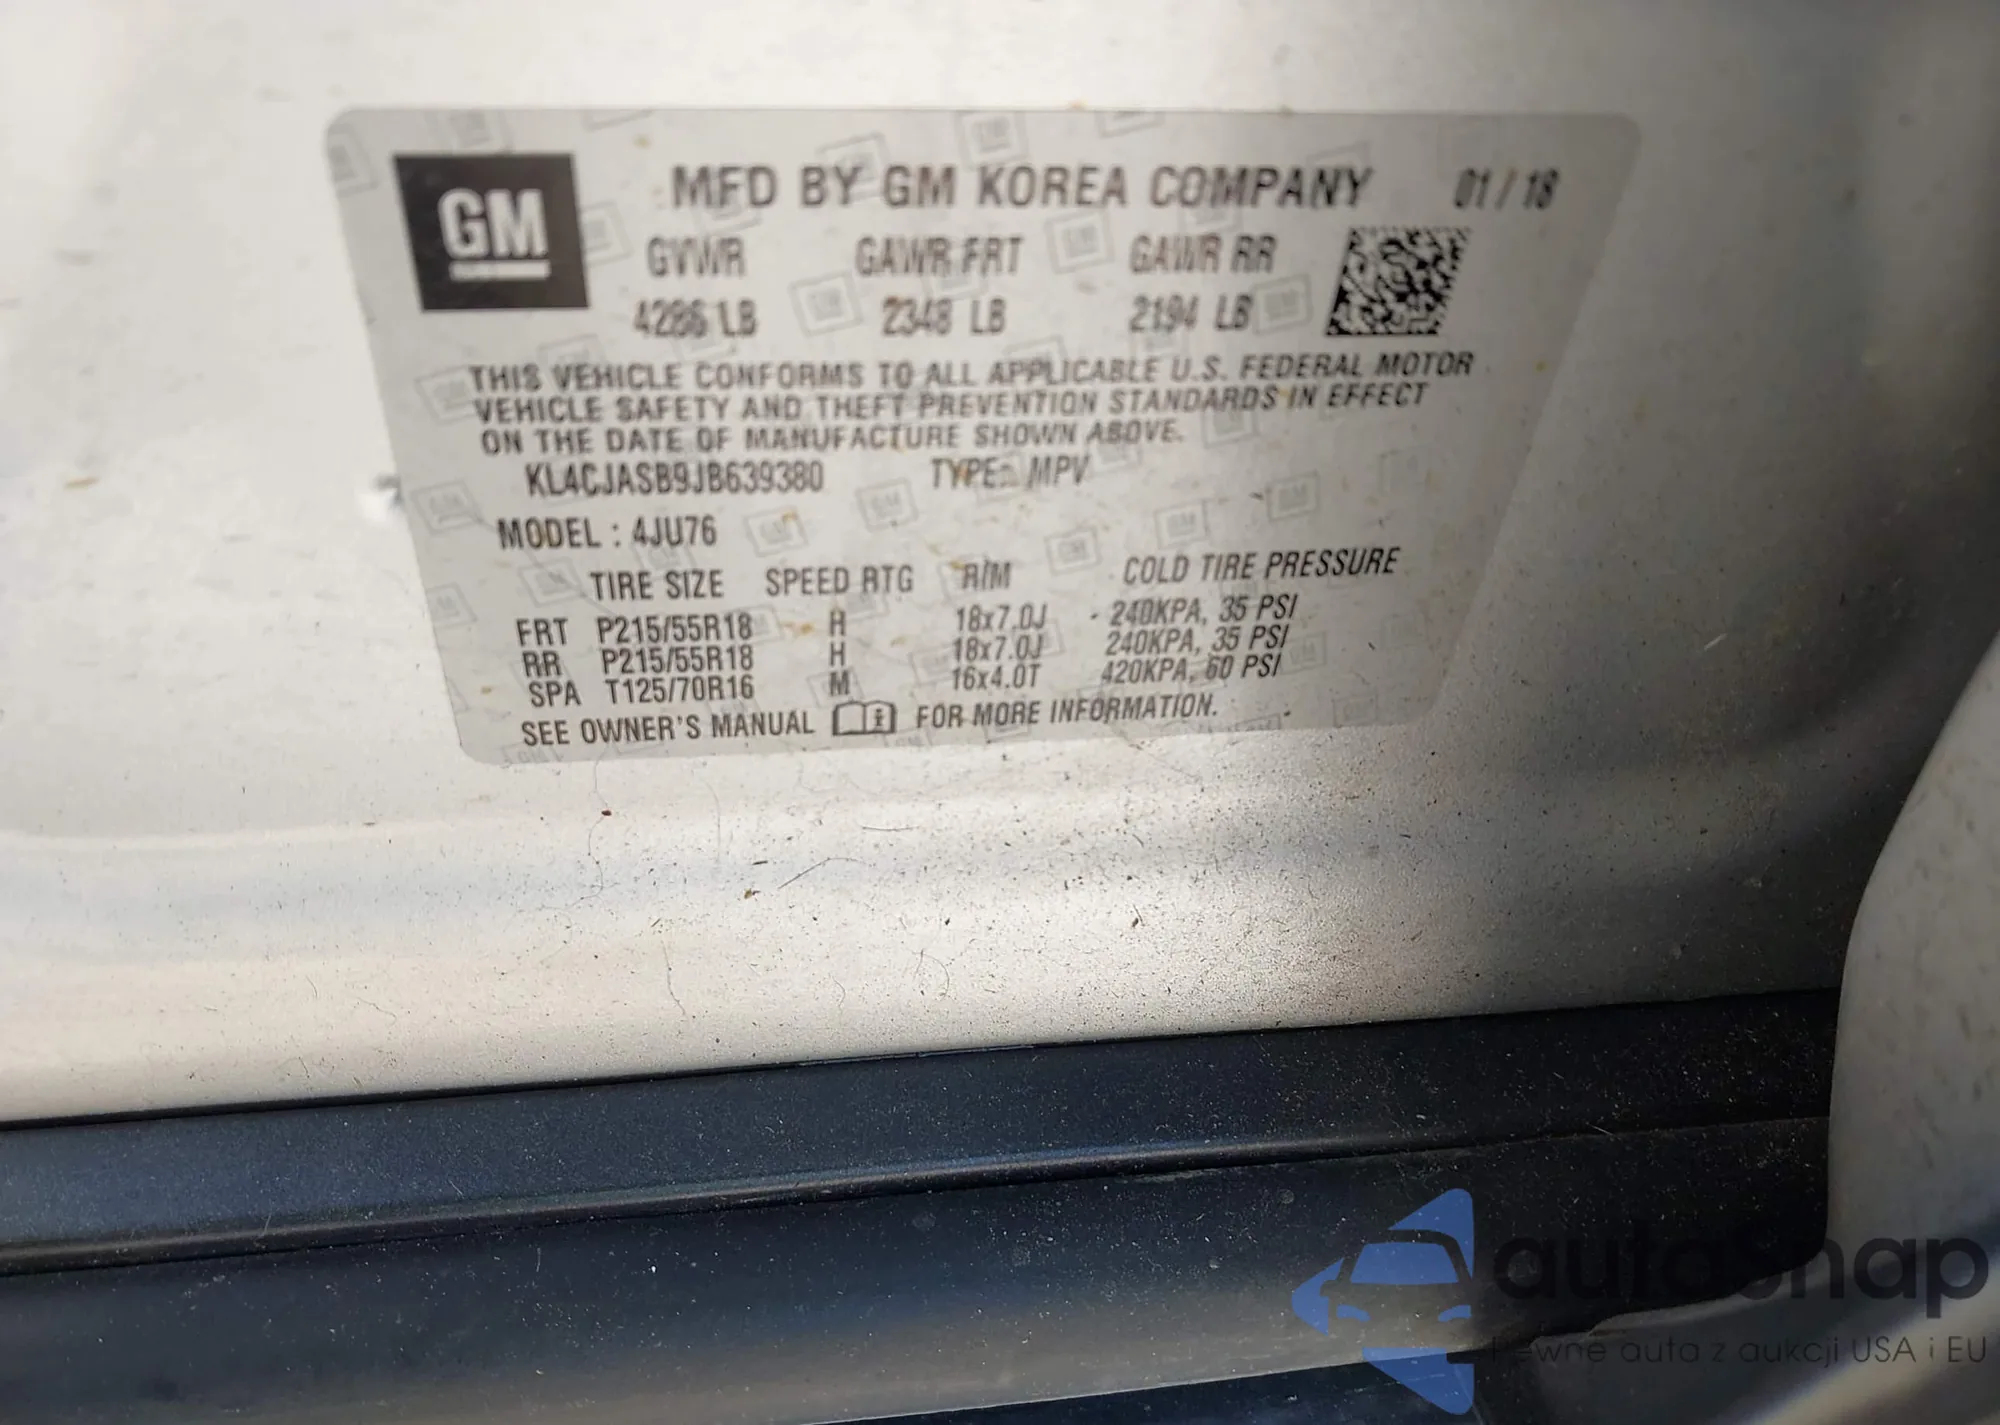 GM
MFD BY GM KOREA COMPANY 01/18
GVWR GAWR FRT GAWR RR
4286 LB 2348 LB 2194 LB
THIS VEHICLE CONFORMS TO ALL APPLICABLE U.S. FEDERAL MOTOR
VEHICLE SAFETY AND THEFT PREVENTION STANDARDS IN EFFECT
ON THE DATE OF MANUFACTURE SHOWN ABOVE.
KL4CJASB9JB639380 TYPE: MPV
MODEL : 4JU76
TIRE SIZE SPEED RTG R/M COLD TIRE PRESSURE
FRT P215/55R18 H 18x7.0J 240KPA, 35 PSI
RR P215/55R18 H 18x7.0J 240KPA, 35 PSI
SPA T125/70R16 M 16x4.0T 420KPA, 60 PSI
SEE OWNER'S MANUAL FOR MORE INFORMATION.
autosnap
Pewne auta z aukcji USA i EU